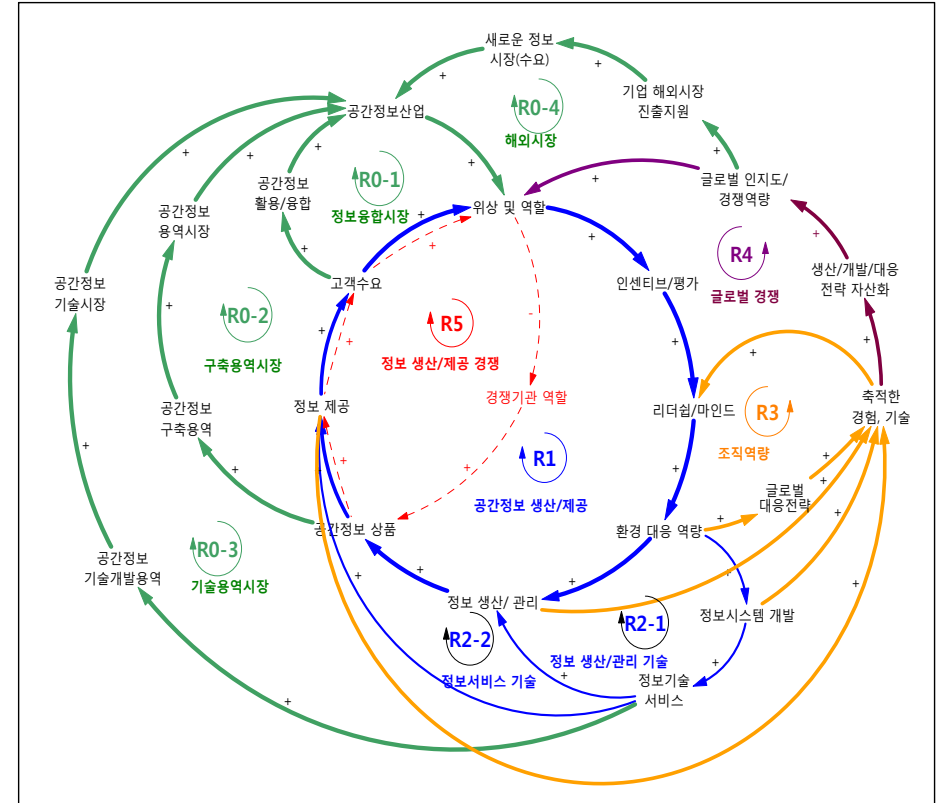 새로운 정보
시장(수요)
+
+
기업 해외시장
진출지원
공간정보산업
R0-4
해외시장
+
+
+
+
+
글로벌 인지도/
경쟁역량
+
공간정보
활용/융합
R0-1
정보융합시장
+
위상 및 역할
공간정보
용역시장
+
+
R4
글로벌 경쟁
+
생산/개발/대응
전략 자산화
공간정보
기술시장
고객수요
인센티브/평가
R0-2
구축용역시장
+
R5
정보 생산/제공 경쟁
-
+
+
+
+
+
경쟁기관 역할
정보 제공
리더쉽/마인드
R3
조직역량
축적한
경험, 기술
공간정보
구축용역
+
+
+
+
+
R1
공간정보 생산/제공
+
+
글로벌
대응전략
+
공간정보 상품
환경 대응 역량
+
R0-3
기술용역시장
공간정보
기술개발용역
+
+
+
+
정보 생산/ 관리
정보시스템 개발
R2-2
정보서비스 기술
R2-1
정보 생산/관리 기술
+
+
정보기술
서비스
+